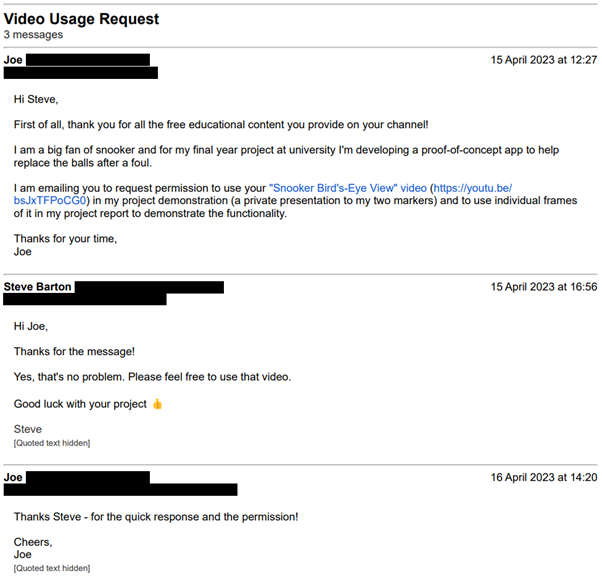 Video Usage Request
3 messages
Joe
15 April 2023 at 12:27
Hi Steve,
First of all, thank you for all the free educational content you provide on your channel!
I am a big fan of snooker and for my final year project at university I'm developing a proof-of-concept app to help
replace the balls after a foul.
I am emailing you to request permission to use your "Snooker Bird's-Eye View" video (https://youtu.be/
bsJxTFPoCG0) in my project demonstration (a private presentation to my two markers) and to use individual frames
of it in my project report to demonstrate the functionality.
Thanks for your time,
Joe
Steve Barton
15 April 2023 at 16:56
Hi Joe,
Thanks for the message!
Yes, that's no problem. Please feel free to use that video.
Good luck with your project 👍
Steve
[Quoted text hidden]
Joe
16 April 2023 at 14:20
Thanks Steve - for the quick response and the permission!
Cheers,
Joe
[Quoted text hidden]